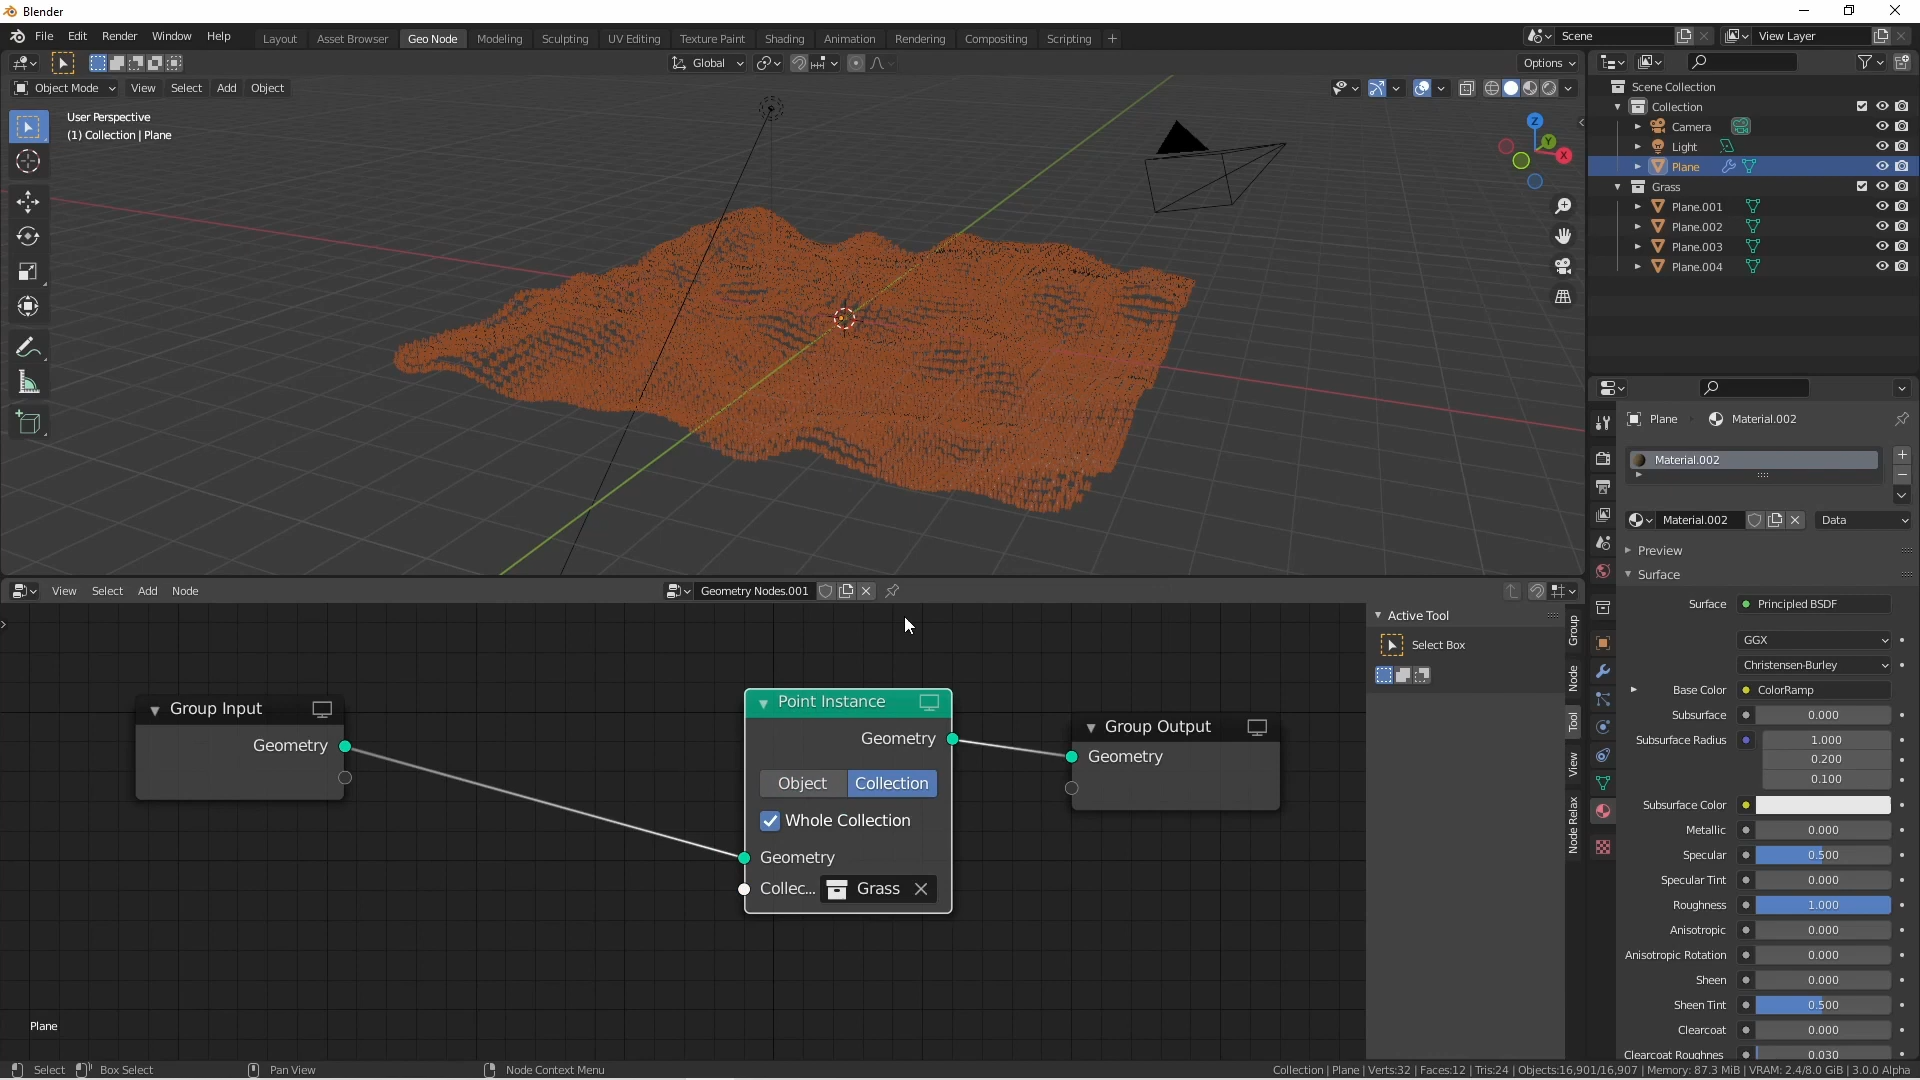 Blender
File Edit Render Window Help Layout Asset Browser Geo Node Modeling Sculpting UV Editing Texture Paint Shading Animation Rendering Compositing Scripting + Scene View Layer
Global Options
Object Mode View Select Add Object
User Perspective
(1) Collection | Plane
Z
Y
X
Scene Collection
Collection
Camera
Light
Plane
Grass
Plane.001
Plane.002
Plane.003
Plane.004
Plane Material.002
Material.002
Material.002 Data
Preview
Surface
Surface Principled BSDF
GGX
Christensen-Burley
Base Color ColorRamp
Subsurface 0.000
Subsurface Radius 1.000
0.200
0.100
Subsurface Color
Metallic 0.000
Specular 0.500
Specular Tint 0.000
Roughness 1.000
Anisotropic 0.000
Anisotropic Rotation 0.000
Sheen 0.000
Sheen Tint 0.500
Clearcoat 0.000
Clearcoat Roughnes 0.030
View Select Add Node Geometry Nodes.001
Group Input
Geometry
Point Instance
Geometry
Object Collection
Whole Collection
Geometry
Collec... Grass
Group Output
Geometry
Active Tool
Select Box
Group
Node
Tool
View
Node Relax
Plane
Select Box Select Pan View Node Context Menu Collection | Plane | Verts:32 | Faces:12 | Tris:24 | Objects:16,901/16,907 | Memory: 87.3 MiB | VRAM: 2.4/8.0 GiB | 3.0.0 Alpha